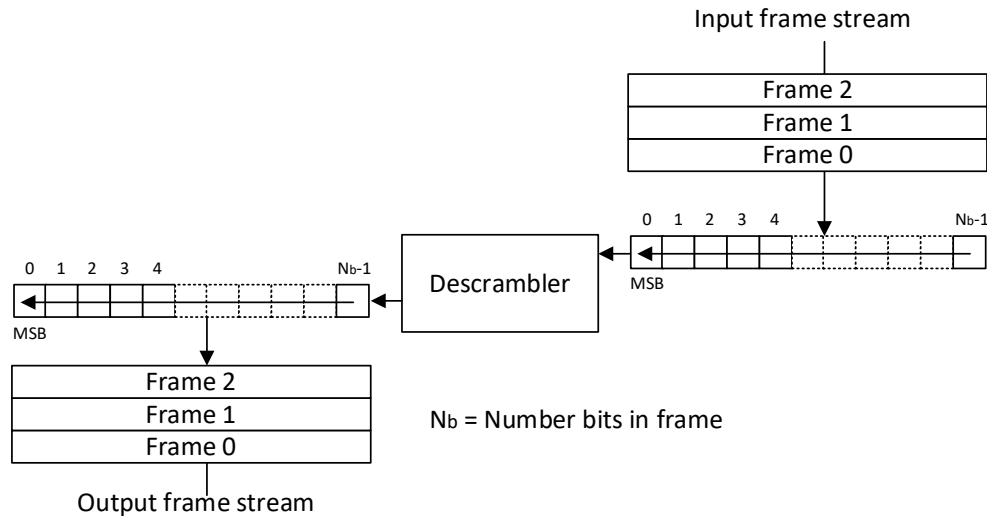 Input frame stream
Frame 2
Frame 1
Frame 0
0 1 2 3 4 Nb-1
MSB
Descrambler
0 1 2 3 4 Nb-1
MSB
Frame 2
Frame 1
Frame 0
Nb = Number bits in frame
Output frame stream